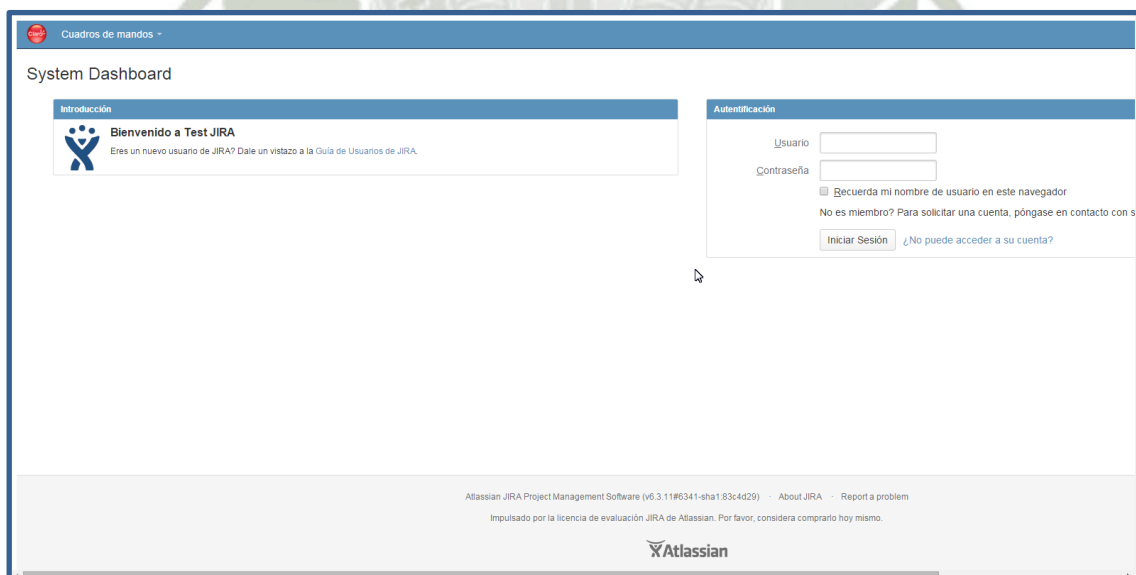 Claro
Cuadros de mandos
System Dashboard
Introducción
Bienvenido a Test JIRA
Eres un nuevo usuario de JIRA? Dale un vistazo a la Guía de Usuarios de JIRA.
Autentificación
Usuario
Contraseña
Recuerda mi nombre de usuario en este navegador
No es miembro? Para solicitar una cuenta, póngase en contacto con s
Iniciar Sesión ¿No puede acceder a su cuenta?
Atlassian JIRA Project Management Software (v6.3.11#6341-sha1:83c4d29) · About JIRA · Report a problem
Impulsado por la licencia de evaluación JIRA de Atlassian. Por favor, considera comprarlo hoy mismo.
Atlassian